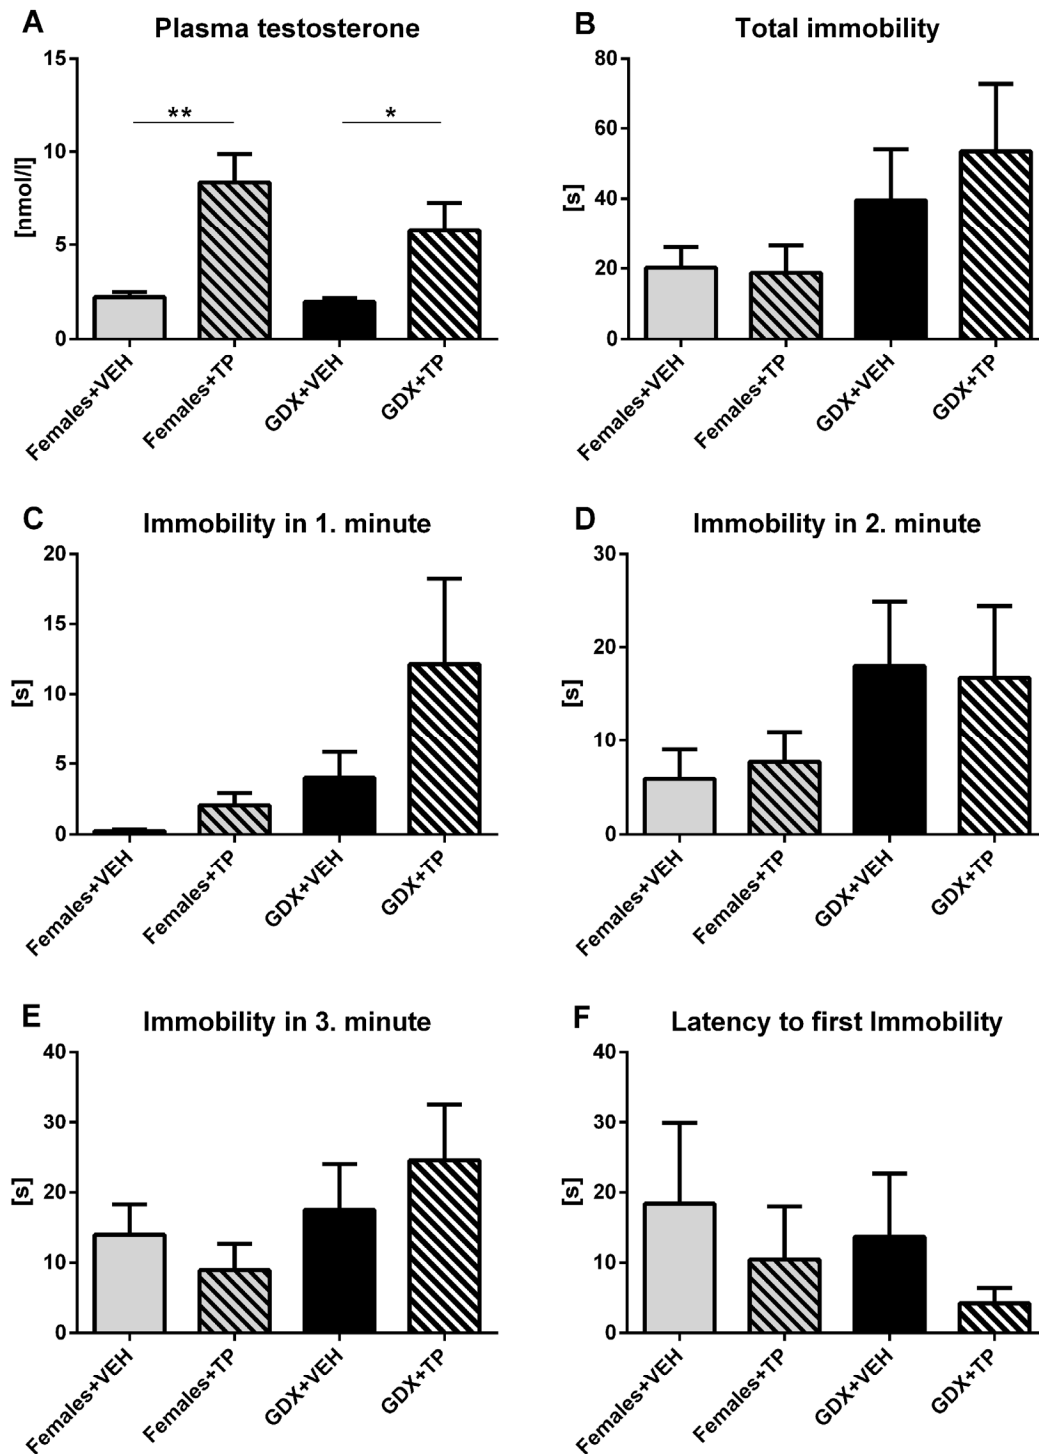 A
Plasma testosterone
[nmol/l]
15
10
5
0
**
*
Females+VEH
Females+TP
GDX+VEH
GDX+TP
B
Total immobility
[s]
80
60
40
20
0
Females+VEH
Females+TP
GDX+VEH
GDX+TP
C
Immobility in 1. minute
[s]
20
15
10
5
0
Females+VEH
Females+TP
GDX+VEH
GDX+TP
D
Immobility in 2. minute
[s]
30
20
10
0
Females+VEH
Females+TP
GDX+VEH
GDX+TP
E
Immobility in 3. minute
[s]
40
30
20
10
0
Females+VEH
Females+TP
GDX+VEH
GDX+TP
F
Latency to first Immobility
[s]
40
30
20
10
0
Females+VEH
Females+TP
GDX+VEH
GDX+TP